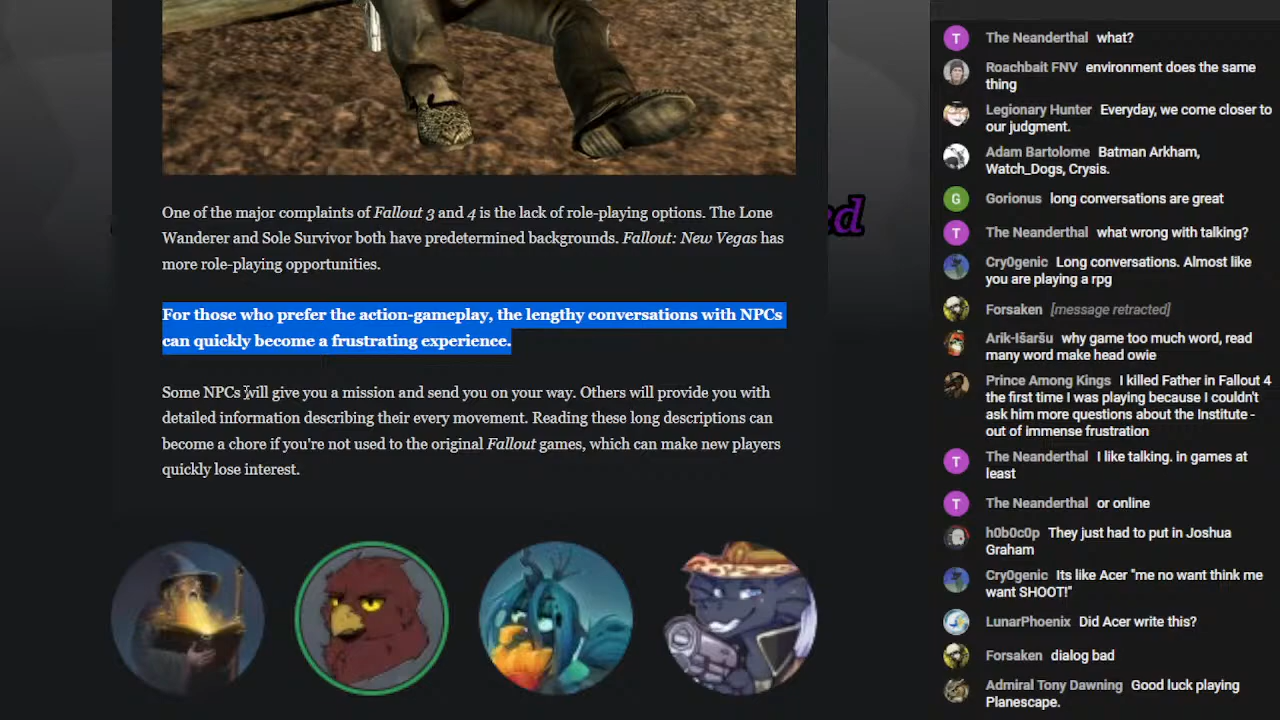 One of the major complaints of Fallout 3 and 4 is the lack of role-playing options. The Lone
Wanderer and Sole Survivor both have predetermined backgrounds. Fallout: New Vegas has
more role-playing opportunities.
For those who prefer the action-gameplay, the lengthy conversations with NPCs
can quickly become a frustrating experience.
Some NPCs will give you a mission and send you on your way. Others will provide you with
detailed information describing their every movement. Reading these long descriptions can
become a chore if you're not used to the original Fallout games, which can make new players
quickly lose interest.
ed
T
The Neanderthal what?
Roachbait FNV environment does the same
thing
Legionary Hunter Everyday, we come closer to
our judgment.
Adam Bartolome Batman Arkham,
Watch_Dogs, Crysis.
G
Gorionus long conversations are great
T
The Neanderthal what wrong with talking?
Cry0genic Long conversations. Almost like
you are playing a rpg
Forsaken [message retracted]
Arik-Išaršu why game too much word, read
many word make head owie
Prince Among Kings I killed Father in Fallout 4
the first time I was playing because I couldn't
ask him more questions about the Institute -
out of immense frustration
T
The Neanderthal I like talking. in games at
least
T
The Neanderthal or online
h0b0c0p They just had to put in Joshua
Graham
Cry0genic Its like Acer "me no want think me
want SHOOT!"
LunarPhoenix Did Acer write this?
Forsaken dialog bad
Admiral Tony Dawning Good luck playing
Planescape.